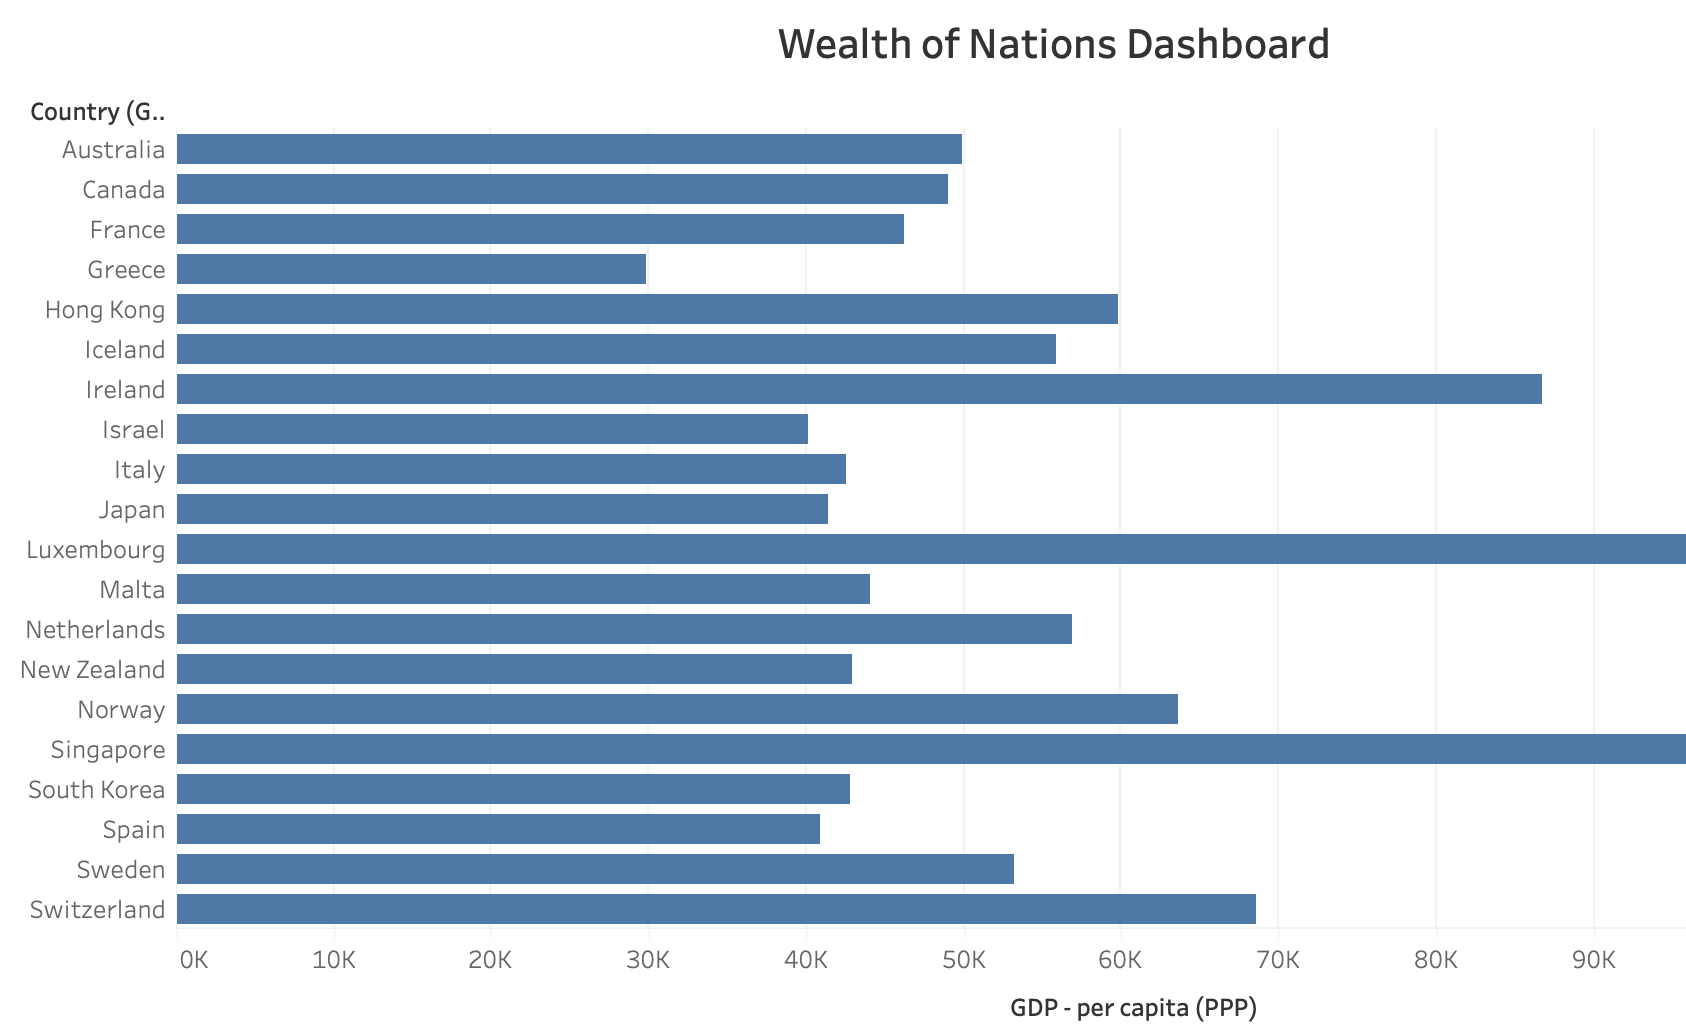 Wealth of Nations Dashboard
Country (G..
Australia
Canada
France
Greece
Hong Kong
Iceland
Ireland
Israel
Italy
Japan
Luxembourg
Malta
Netherlands
New Zealand
Norway
Singapore
South Korea
Spain
Sweden
Switzerland
0K 10K 20K 30K 40K 50K 60K 70K 80K 90K
GDP - per capita (PPP)